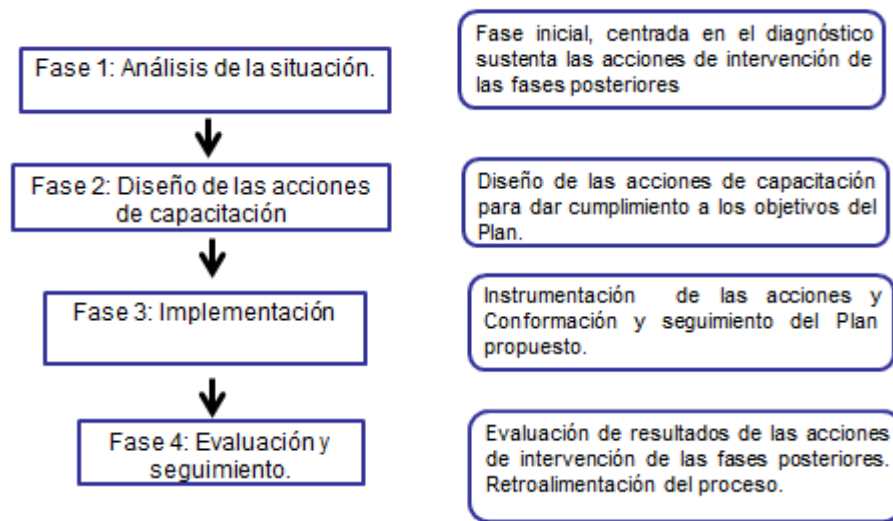 Fase 1: Análisis de la situación.
Fase inicial, centrada en el diagnóstico
sustenta las acciones de intervención de
las fases posteriores
Fase 2: Diseño de las acciones
de capacitación
Diseño de las acciones de capacitación
para dar cumplimiento a los objetivos del
Plan.
Fase 3: Implementación
Instrumentación de las acciones y
Conformación y seguimiento del Plan
propuesto.
Fase 4: Evaluación y
seguimiento.
Evaluación de resultados de las acciones
de intervención de las fases posteriores.
Retroalimentación del proceso.